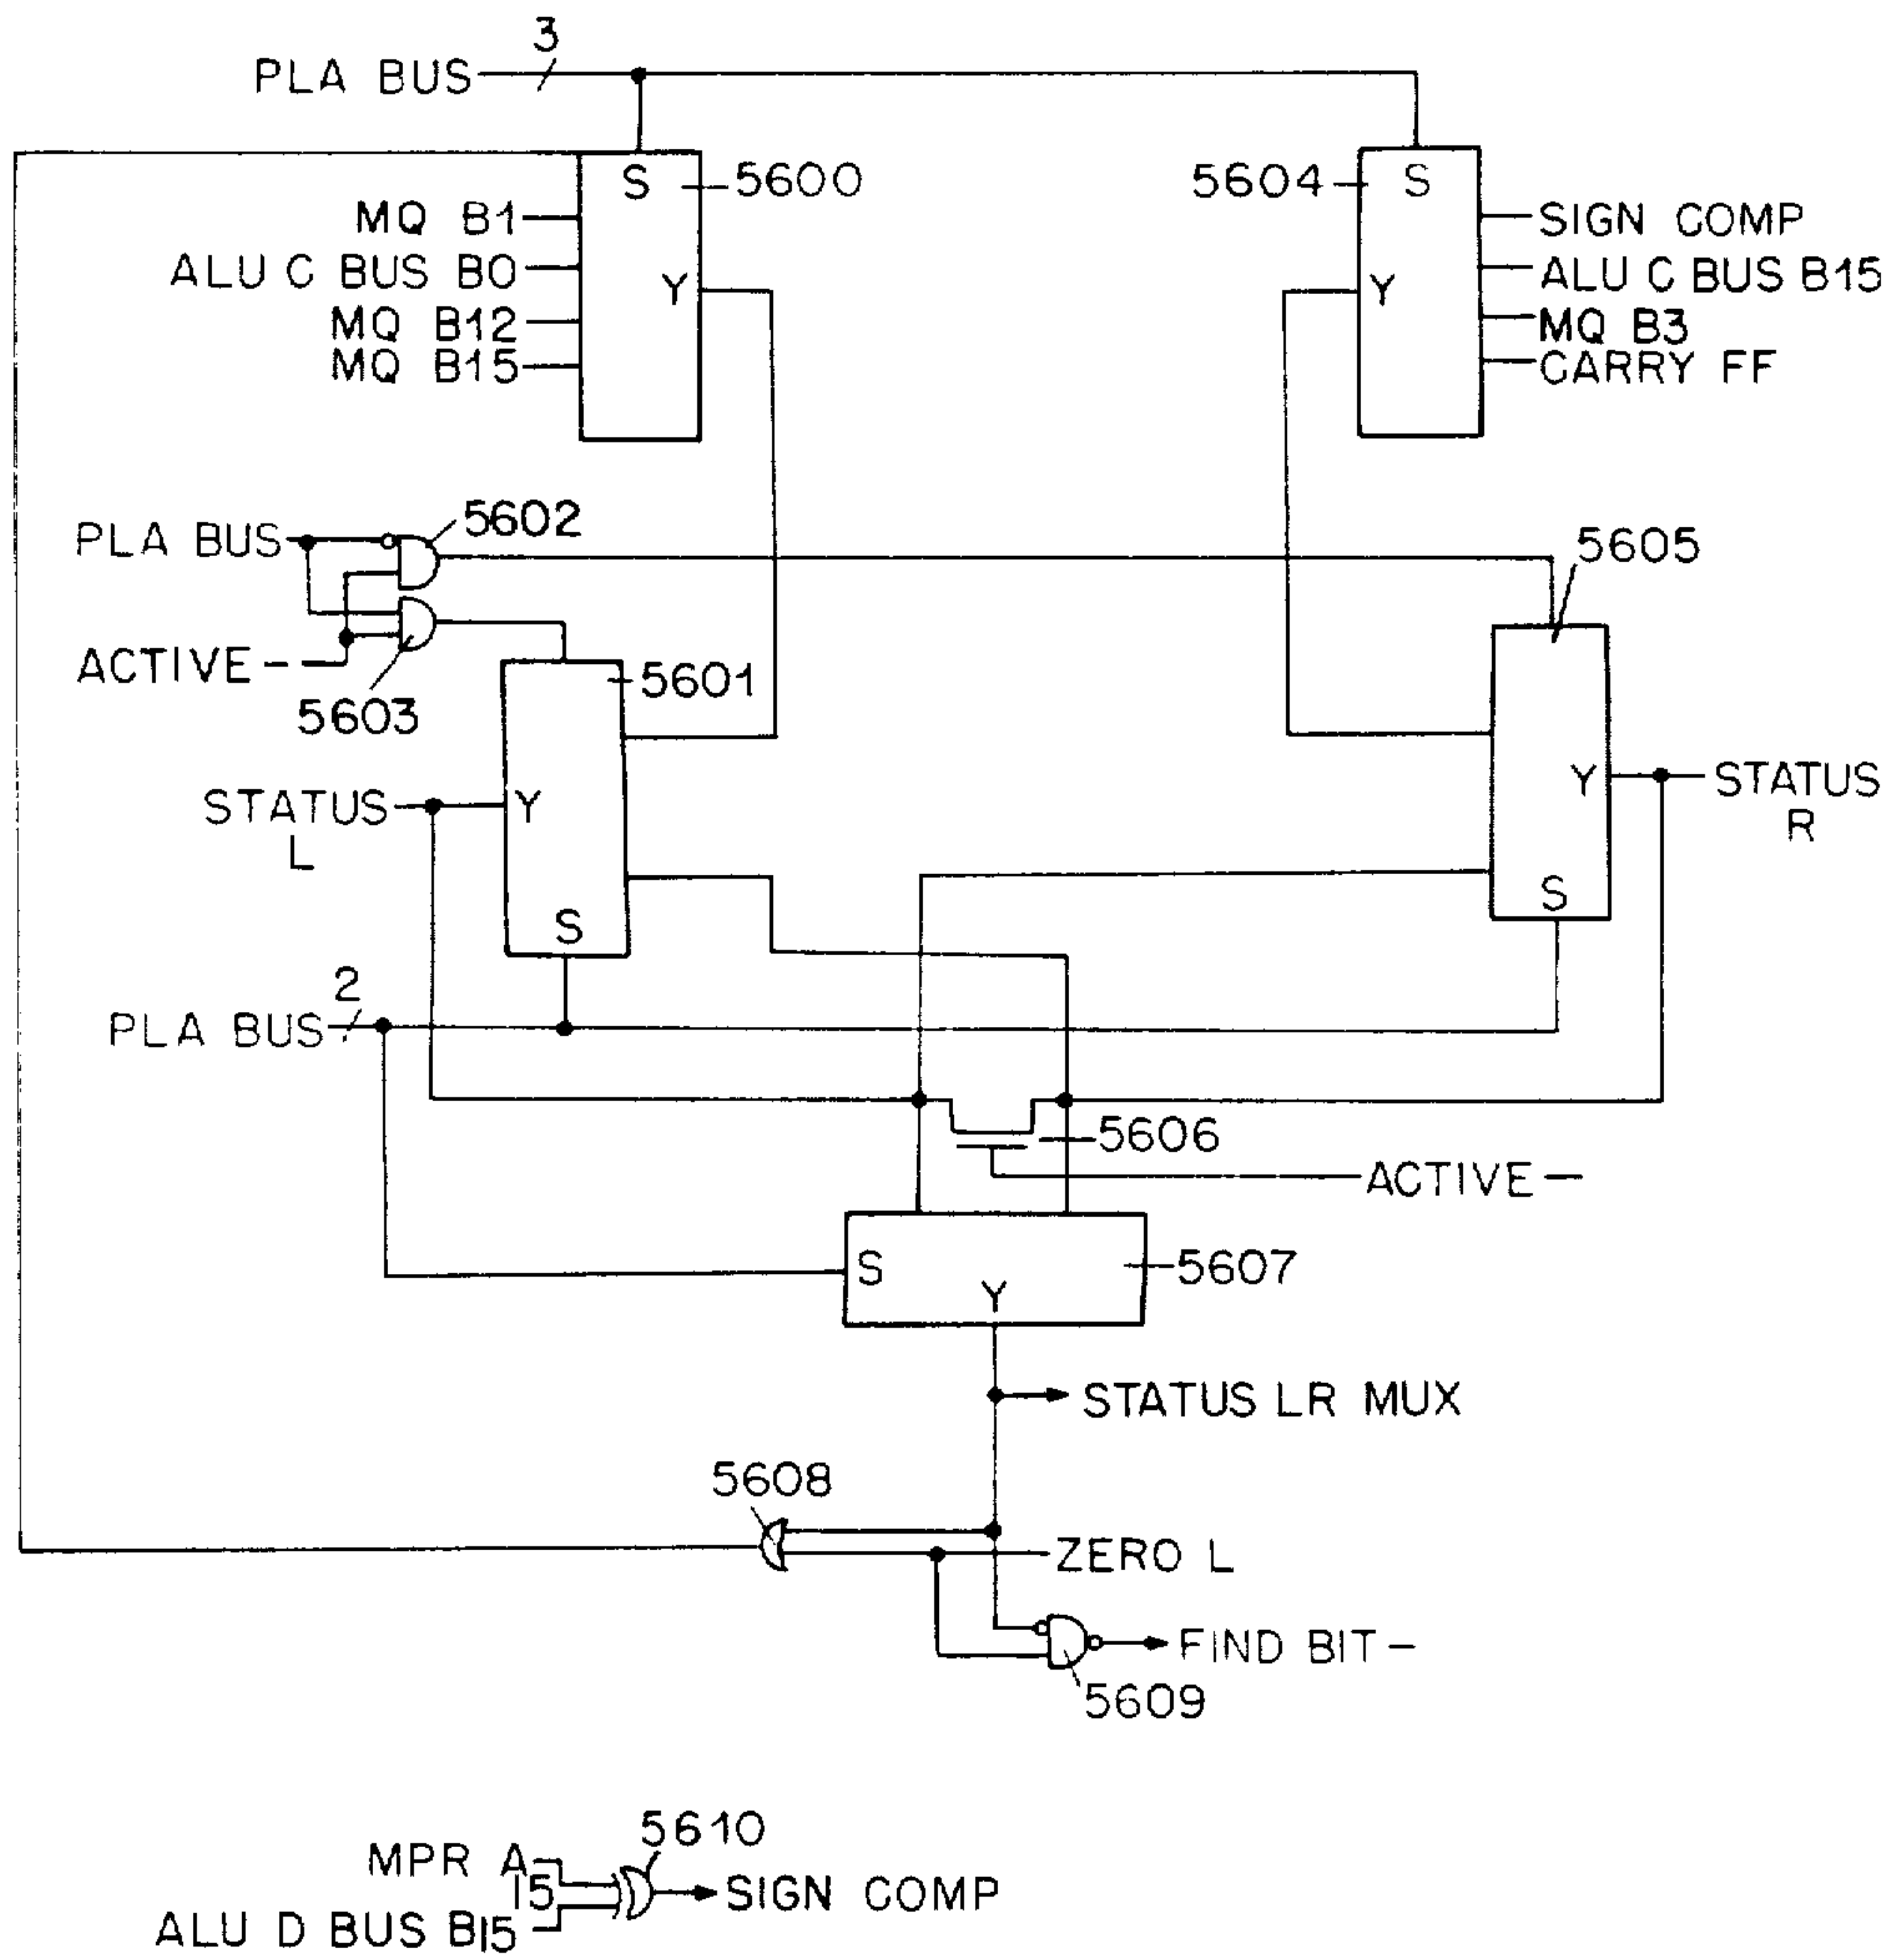 3
PLA BUS
S
5600
5604
S
MQ B1
SIGN COMP
ALU C BUS B0
Y
Y
ALU C BUS B15
MQ B12
MQ B3
MQ B15
CARRY FF
5602
PLA BUS
5605
ACTIVE -
5601
5603
STATUS L
Y
Y
STATUS R
S
S
2
PLA BUS
5606
ACTIVE -
S
5607
Y
STATUS LR MUX
5608
ZERO L
FIND BIT -
5609
5610
MPR A15
SIGN COMP
ALU D BUS B15